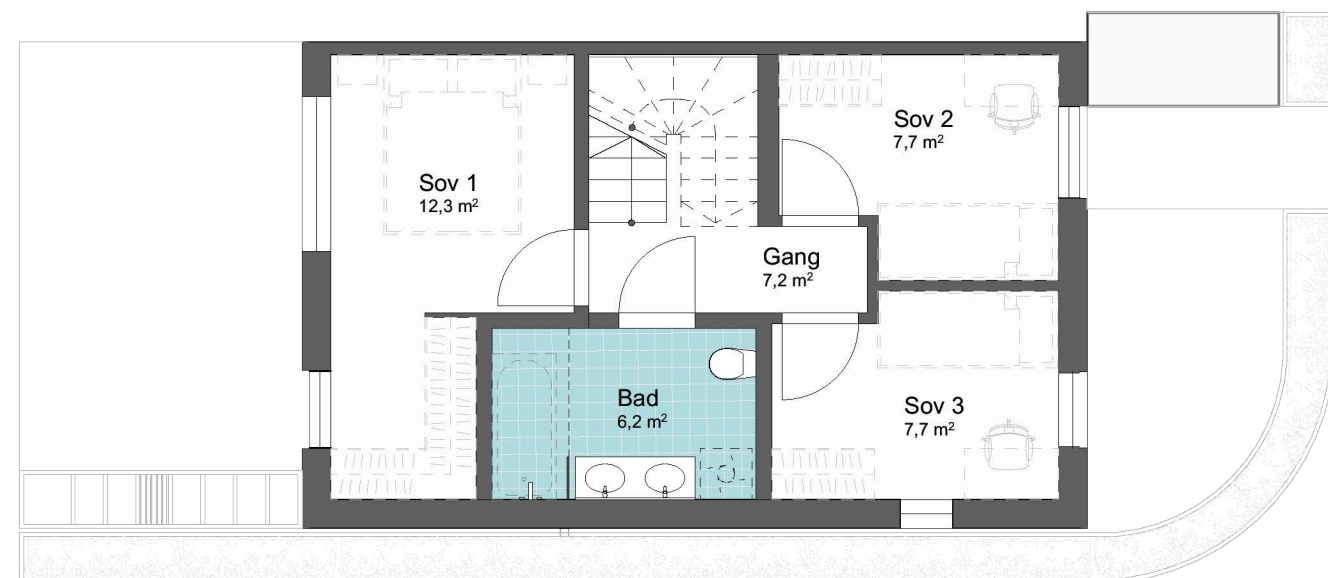 Sov 1
12,3 m²
Sov 2
7,7 m²
Gang
7,2 m²
Bad
6,2 m²
Sov 3
7,7 m²